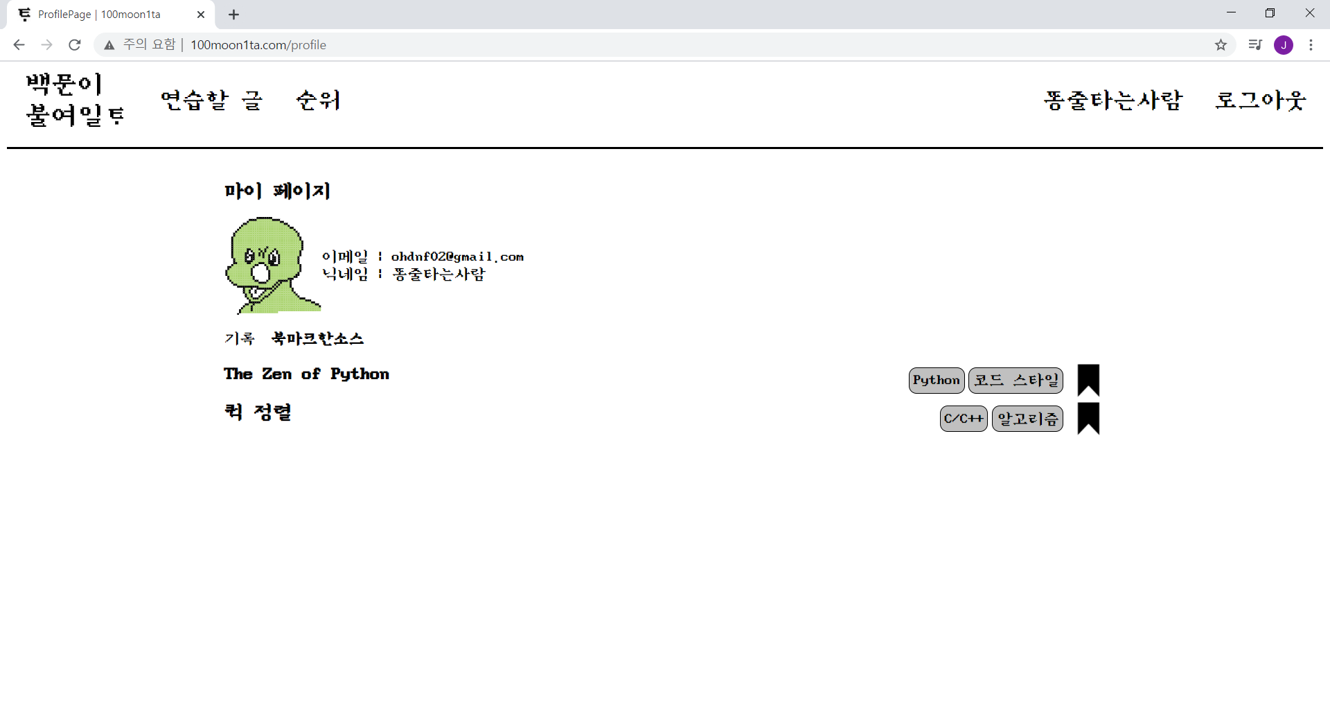 ProfilePage | 100moon1ta
주의 요함 | 100moon1ta.com/profile
J
백문이
불여일토
연습할 글 순위 똥줄타는사람 로그아웃
마이 페이지
이메일 : ohdnf02@gmail.com
닉네임 : 똥줄타는사람
기록 북마크한소스
The Zen of Python Python 코드 스타일
퀵 정렬 C/C++ 알고리즘